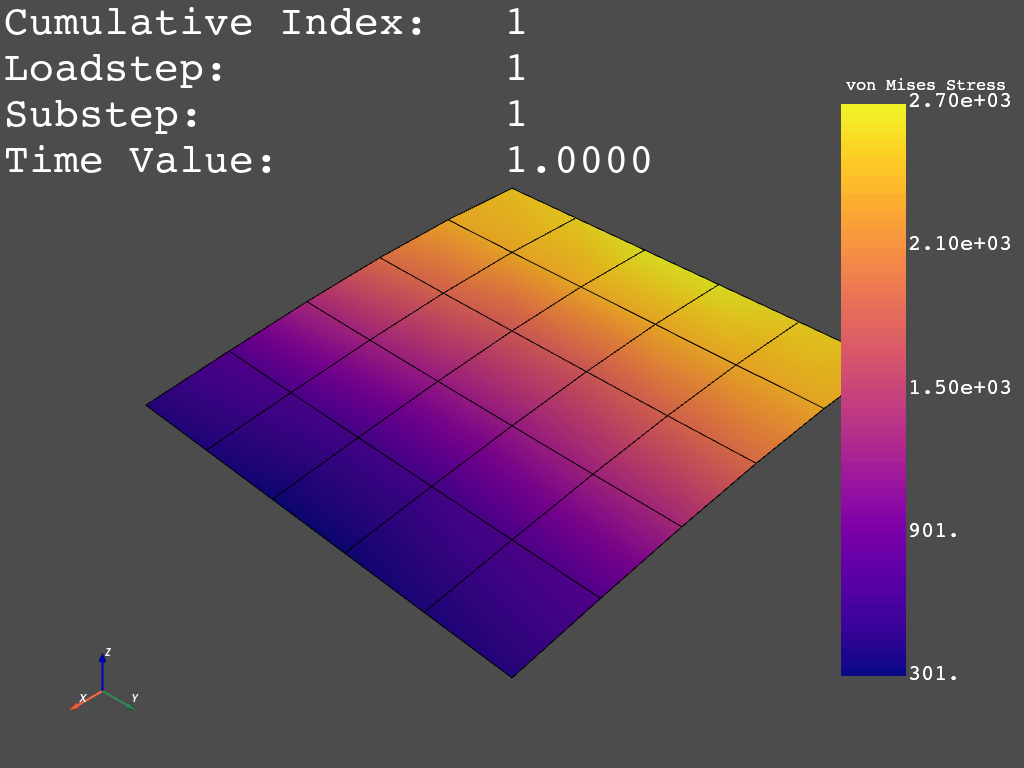 Cumulative Index: 1
Loadstep: 1
Substep: 1
Time Value: 1.0000
von Mises Stress
2.70e+03
2.10e+03
1.50e+03
901.
301.
Z
X Y